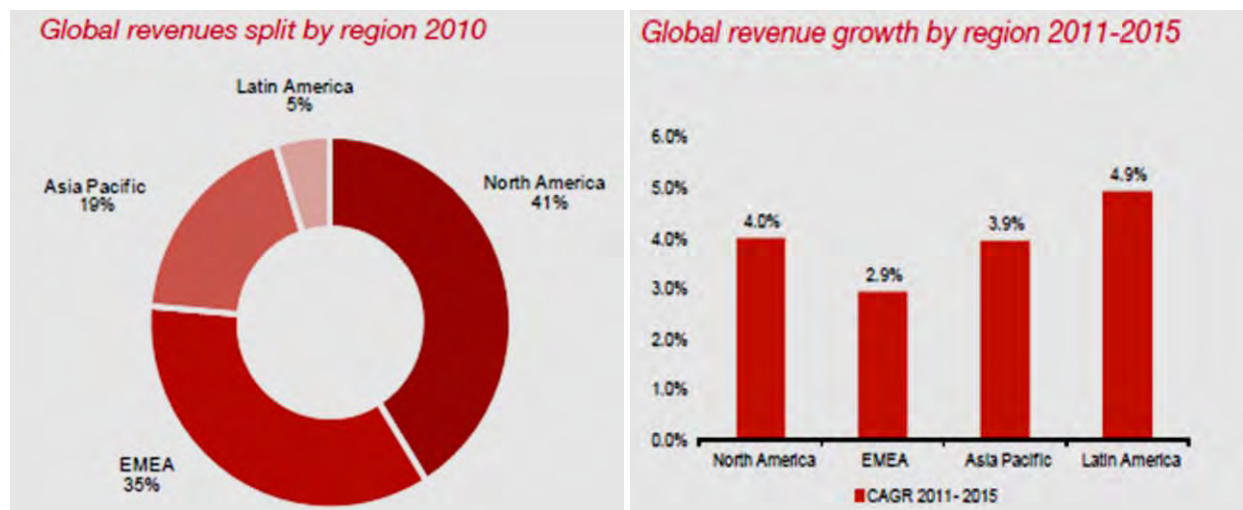 Global revenues split by region 2010
Latin America
5%
Asia Pacific
19%
North America
41%
EMEA
35%
Global revenue growth by region 2011-2015
6.0%
5.0%
4.0%
3.0%
2.0%
1.0%
0.0%
4.0%
2.9%
3.9%
4.9%
North America
EMEA
Asia Pacific
Latin America
CAGR 2011- 2015